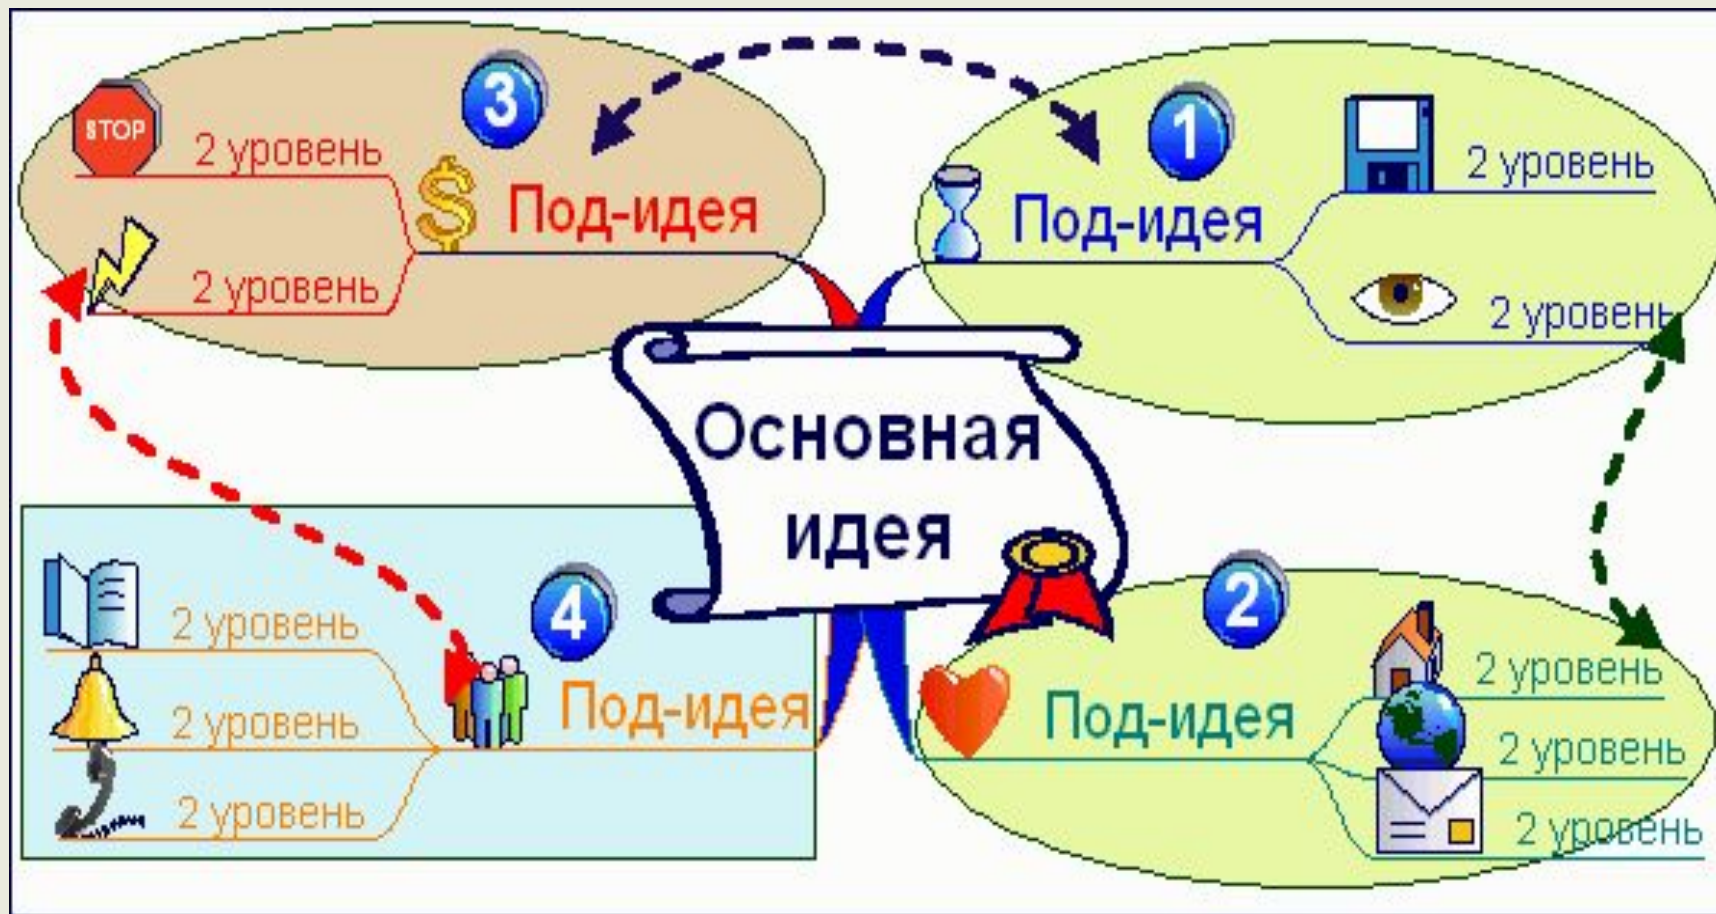 3
STOP
2 уровень
Под-идея
2 уровень
1
2 уровень
Под-идея
2 уровень
Основная
идея
4
2 уровень
Под-идея
2 уровень
2 уровень
2
2 уровень
Под-идея
2 уровень
2 уровень